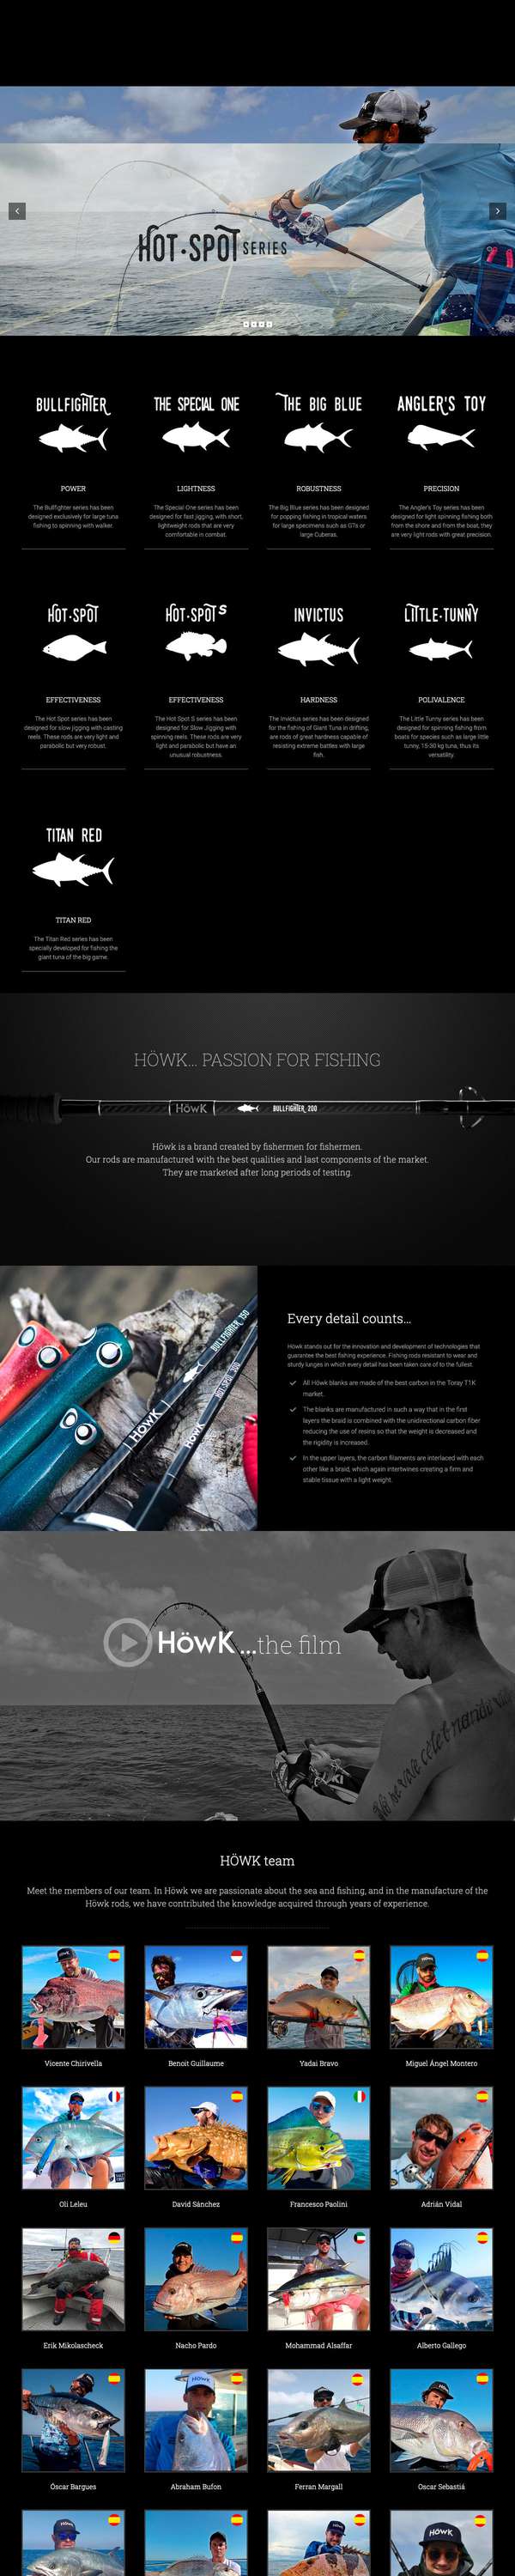 HOT·SPOT SERIES
BULLFIGHTER
THE SPECIAL ONE
THE BIG BLUE
ANGLER'S TOY
POWER
LIGHTNESS
ROBUSTNESS
PRECISION
The Bullfighter series has been
designed exclusively for large tuna
fishing to spinning with walker.
The Special One series has been
designed for fast jigging, with short,
lightweight rods that are very
comfortable in combat.
The Big Blue series has been designed
for popping fishing in tropical waters
for large specimens such as GTs or
large Cuberas.
The Angler's Toy series has been
designed for light spinning fishing both
from the shore and from the boat, they
are very light rods with great precision.
HOT·SPOT
HOT·SPOT S
INVICTUS
LITTLE·TUNNY
EFFECTIVENESS
EFFECTIVENESS
HARDNESS
POLIVALENCE
The Hot Spot series has been
designed for slow jigging with casting
reels. These rods are very light and
parabolic but very robust.
The Hot Spot S series has been
designed for Slow Jigging with
spinning reels. These rods are very
light and parabolic but have an
unusual robustness.
The Invictus series has been designed
for the fishing of Giant Tuna in drifting,
are rods of great hardness capable of
resisting extreme battles with large
fish.
The Little Tunny series has been
designed for spinning fishing from
boats for species such as large little
tunny, 15-30 kg tuna, thus its
versatility.
TITAN RED
TITAN RED
The Titan Red series has been
specially developed for fishing the
giant tuna of the big game.
HÖWK... PASSION FOR FISHING
HöwK BULLFIGHTER 200
Höwk is a brand created by fishermen for fishermen.
Our rods are manufactured with the best qualities and last components of the market.
They are marketed after long periods of testing.
HöwK BULLFIGHTER 150
HöwK HOT·SPOT 300
Every detail counts...
Höwk stands out for the innovation and development of technologies that
guarantee the best fishing experience. Fishing rods resistant to wear and
sturdy lunges in which every detail has been taken care of to the fullest.
All Höwk blanks are made of the best carbon in the Toray T1K
market.
The blanks are manufactured in such a way that in the first
layers the braid is combined with the unidirectional carbon fiber
reducing the use of resins so that the weight is decreased and
the rigidity is increased.
In the upper layers, the carbon filaments are interlaced with each
other like a braid, which again intertwines creating a firm and
stable tissue with a light weight.
HöwK ...the film
HÖWK team
Meet the members of our team. In Höwk we are passionate about the sea and fishing, and in the manufacture of the
Höwk rods, we have contributed the knowledge acquired through years of experience.
Vicente Chirivella
Benoit Guillaume
Yadai Bravo
Miguel Ángel Montero
Oli Leleu
David Sánchez
Francesco Paolini
Adrián Vidal
Erik Mikolascheck
Nacho Pardo
Mohammad Alsaffar
Alberto Gallego
HÖWK
Óscar Bargues
Abraham Bufon
Ferran Margall
Oscar Sebastiá
HÖWK